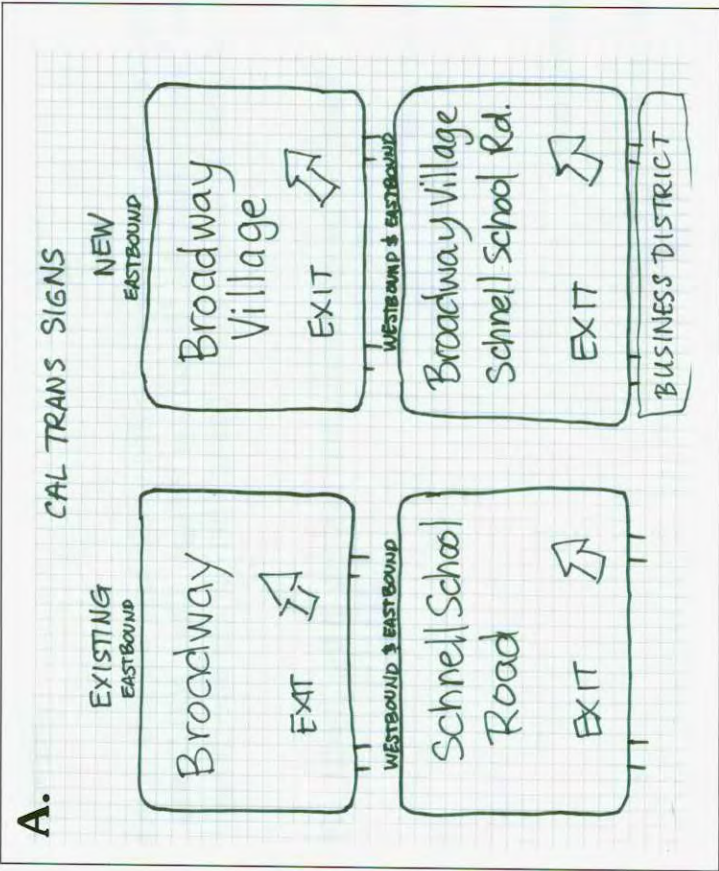 A.
CAL TRANS SIGNS
EXISTING
EASTBOUND
Broadway
EXIT
WESTBOUND & EASTBOUND
Schnell School
Road
EXIT
NEW
EASTBOUND
Broadway
Village
EXIT
WESTBOUND & EASTBOUND
Broadway Village
Schnell School Rd.
EXIT
BUSINESS DISTRICT